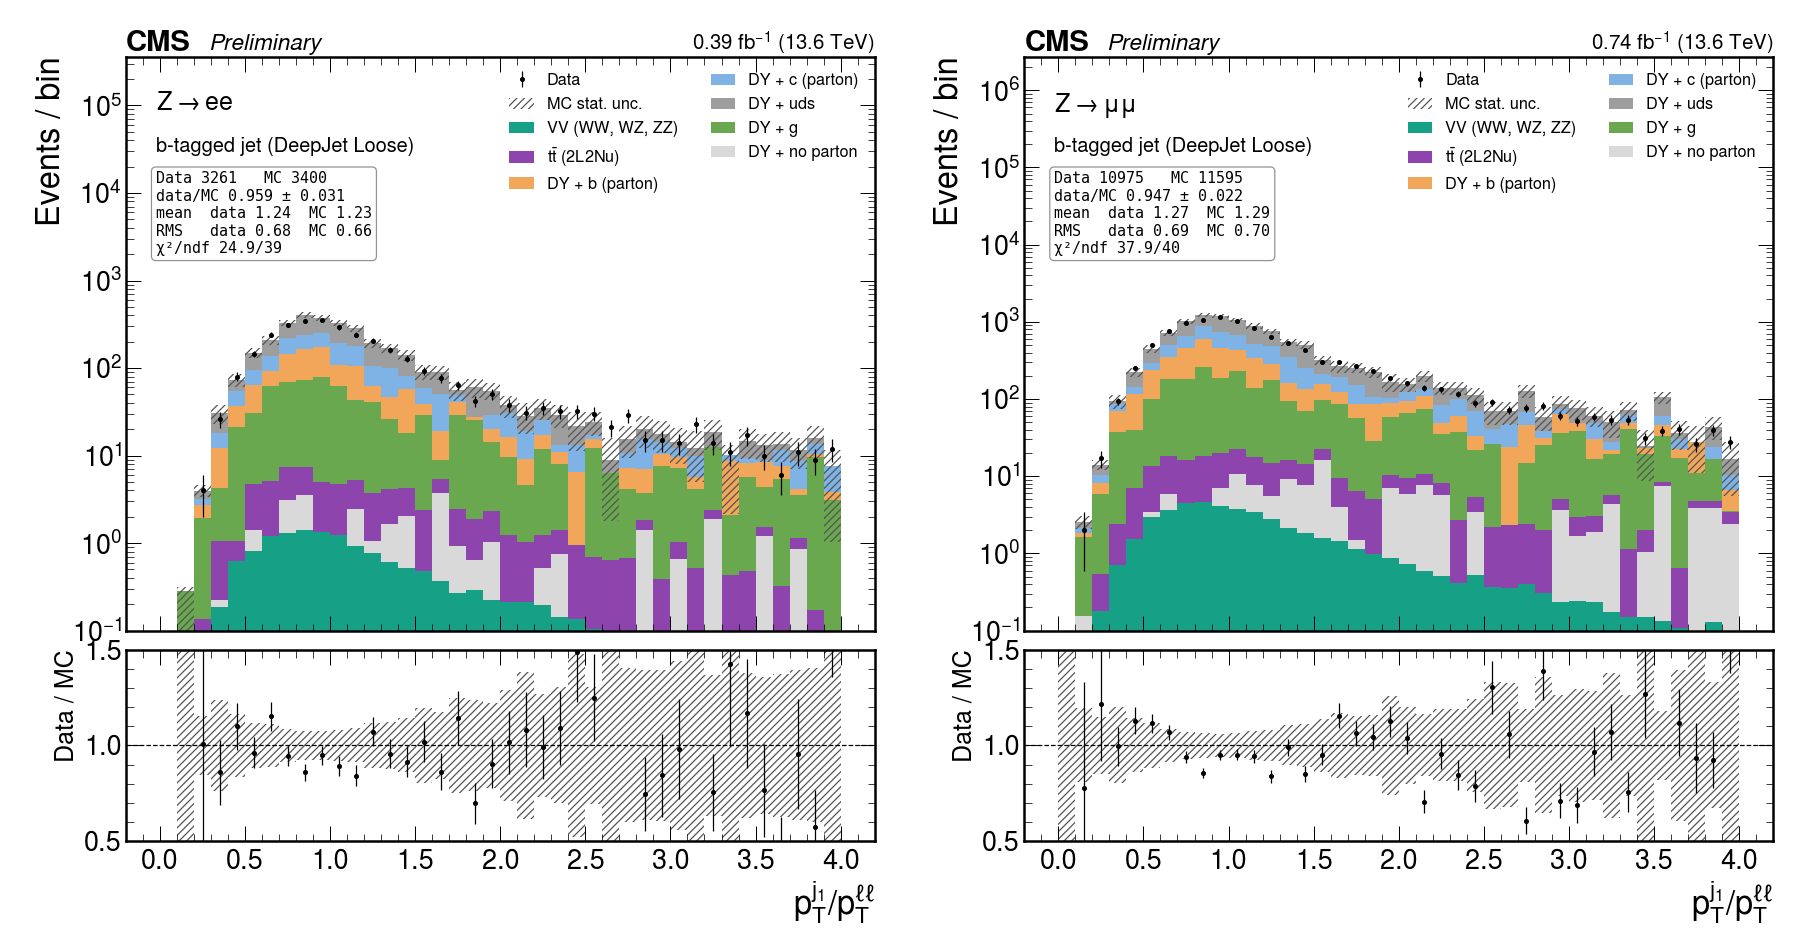 CMS Preliminary 0.39 fb⁻¹ (13.6 TeV)
Events / bin
Z → ee
b-tagged jet (DeepJet Loose)
Data 3261 MC 3400
data/MC 0.959 ± 0.031
mean data 1.24 MC 1.23
RMS data 0.68 MC 0.66
χ²/ndf 24.9/39
Data
MC stat. unc.
VV (WW, WZ, ZZ)
tt̄ (2L2Nu)
DY + b (parton)
DY + c (parton)
DY + uds
DY + g
DY + no parton
10⁵
10⁴
10³
10²
10¹
10⁰
10⁻¹
Data / MC
1.5
1.0
0.5
0.0 0.5 1.0 1.5 2.0 2.5 3.0 3.5 4.0
p_T^{j₁}/p_T^{ℓℓ}
CMS Preliminary 0.74 fb⁻¹ (13.6 TeV)
Events / bin
Z → μμ
b-tagged jet (DeepJet Loose)
Data 10975 MC 11595
data/MC 0.947 ± 0.022
mean data 1.27 MC 1.29
RMS data 0.69 MC 0.70
χ²/ndf 37.9/40
Data
MC stat. unc.
VV (WW, WZ, ZZ)
tt̄ (2L2Nu)
DY + b (parton)
DY + c (parton)
DY + uds
DY + g
DY + no parton
10⁶
10⁵
10⁴
10³
10²
10¹
10⁰
10⁻¹
Data / MC
1.5
1.0
0.5
0.0 0.5 1.0 1.5 2.0 2.5 3.0 3.5 4.0
p_T^{j₁}/p_T^{ℓℓ}